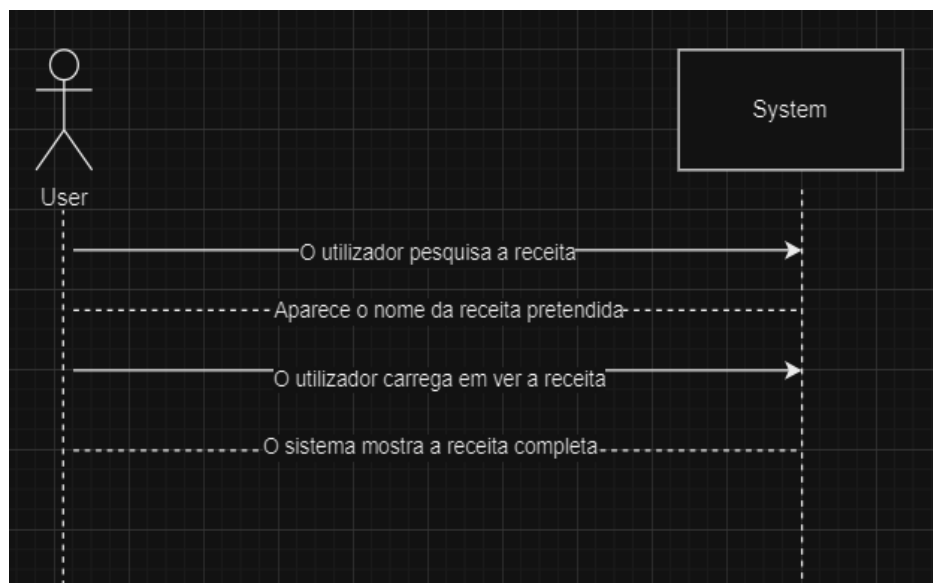 System
User
O utilizador pesquisa a receita
Aparece o nome da receita pretendida
O utilizador carrega em ver a receita
O sistema mostra a receita completa